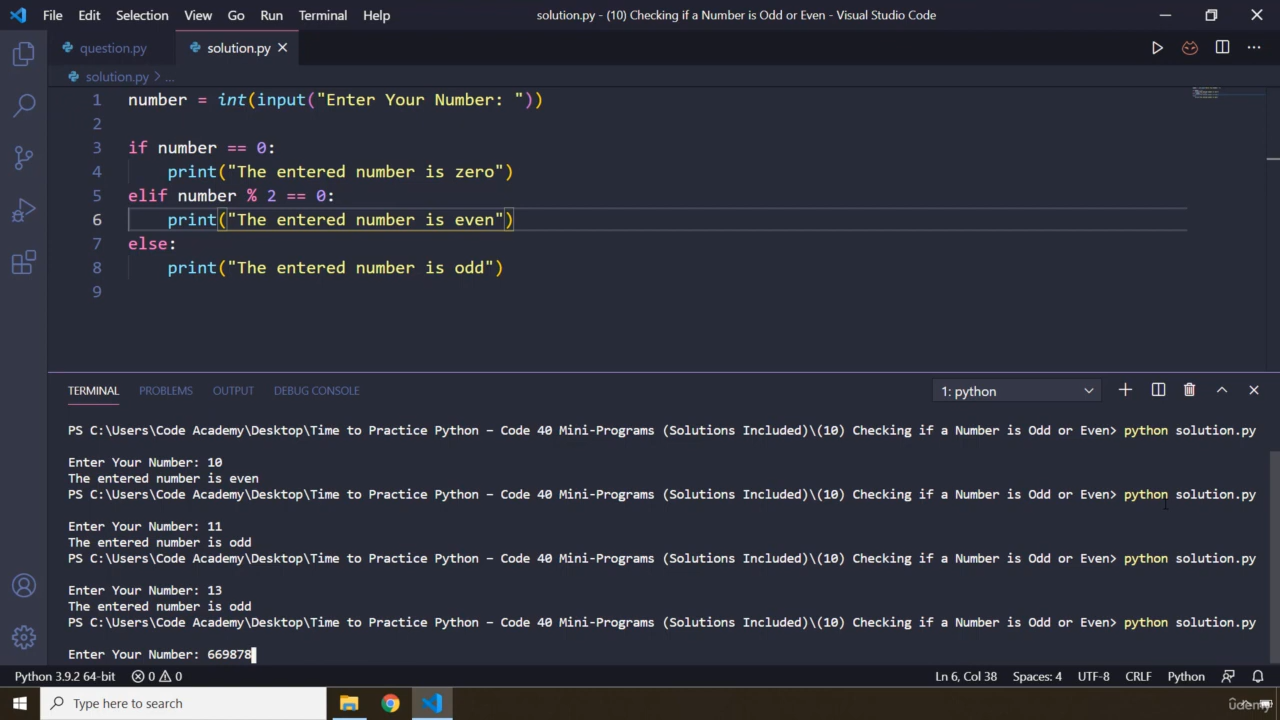 File Edit Selection View Go Run Terminal Help solution.py - (10) Checking if a Number is Odd or Even - Visual Studio Code
question.py solution.py
solution.py > ...
1 number = int(input("Enter Your Number: "))
2
3 if number == 0:
4 print("The entered number is zero")
5 elif number % 2 == 0:
6 print("The entered number is even")
7 else:
8 print("The entered number is odd")
9
TERMINAL PROBLEMS OUTPUT DEBUG CONSOLE 1: python
PS C:\Users\Code Academy\Desktop\Time to Practice Python – Code 40 Mini-Programs (Solutions Included)\(10) Checking if a Number is Odd or Even> python solution.py
Enter Your Number: 10
The entered number is even
PS C:\Users\Code Academy\Desktop\Time to Practice Python – Code 40 Mini-Programs (Solutions Included)\(10) Checking if a Number is Odd or Even> python solution.py
Enter Your Number: 11
The entered number is odd
PS C:\Users\Code Academy\Desktop\Time to Practice Python – Code 40 Mini-Programs (Solutions Included)\(10) Checking if a Number is Odd or Even> python solution.py
Enter Your Number: 13
The entered number is odd
PS C:\Users\Code Academy\Desktop\Time to Practice Python – Code 40 Mini-Programs (Solutions Included)\(10) Checking if a Number is Odd or Even> python solution.py
Enter Your Number: 669878
Python 3.9.2 64-bit 0 0 Ln 6, Col 38 Spaces: 4 UTF-8 CRLF Python
Type here to search udemy